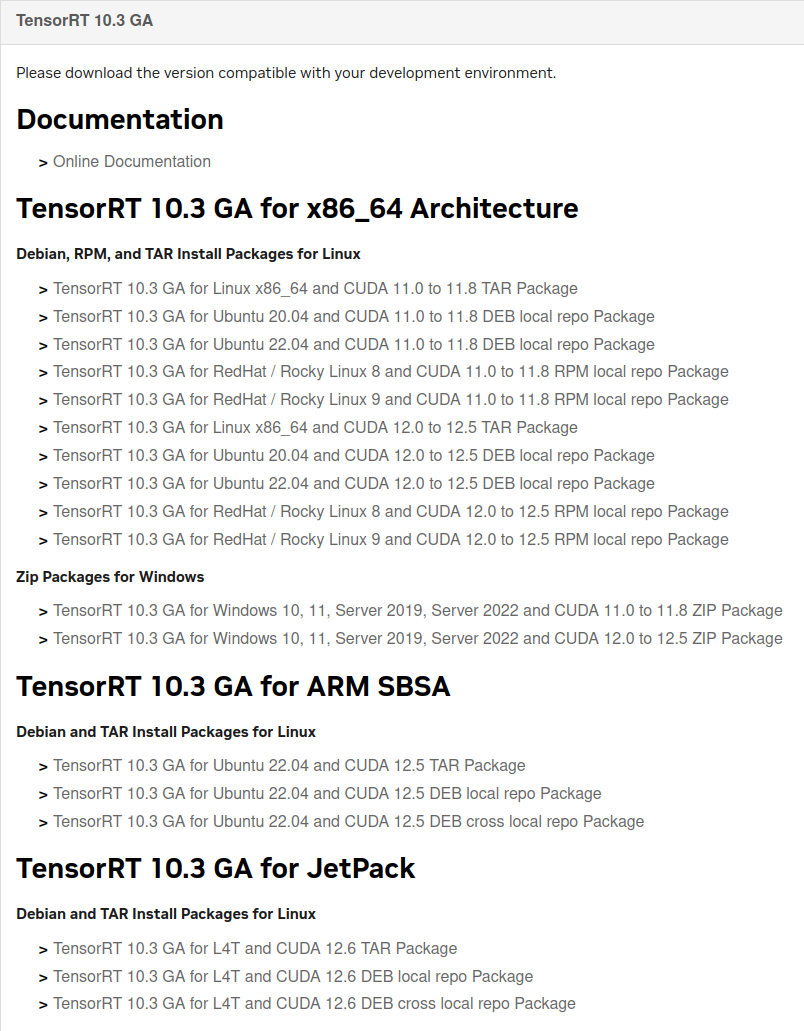 TensorRT 10.3 GA
Please download the version compatible with your development environment.
Documentation
> Online Documentation
TensorRT 10.3 GA for x86_64 Architecture
Debian, RPM, and TAR Install Packages for Linux
> TensorRT 10.3 GA for Linux x86_64 and CUDA 11.0 to 11.8 TAR Package
> TensorRT 10.3 GA for Ubuntu 20.04 and CUDA 11.0 to 11.8 DEB local repo Package
> TensorRT 10.3 GA for Ubuntu 22.04 and CUDA 11.0 to 11.8 DEB local repo Package
> TensorRT 10.3 GA for RedHat / Rocky Linux 8 and CUDA 11.0 to 11.8 RPM local repo Package
> TensorRT 10.3 GA for RedHat / Rocky Linux 9 and CUDA 11.0 to 11.8 RPM local repo Package
> TensorRT 10.3 GA for Linux x86_64 and CUDA 12.0 to 12.5 TAR Package
> TensorRT 10.3 GA for Ubuntu 20.04 and CUDA 12.0 to 12.5 DEB local repo Package
> TensorRT 10.3 GA for Ubuntu 22.04 and CUDA 12.0 to 12.5 DEB local repo Package
> TensorRT 10.3 GA for RedHat / Rocky Linux 8 and CUDA 12.0 to 12.5 RPM local repo Package
> TensorRT 10.3 GA for RedHat / Rocky Linux 9 and CUDA 12.0 to 12.5 RPM local repo Package
Zip Packages for Windows
> TensorRT 10.3 GA for Windows 10, 11, Server 2019, Server 2022 and CUDA 11.0 to 11.8 ZIP Package
> TensorRT 10.3 GA for Windows 10, 11, Server 2019, Server 2022 and CUDA 12.0 to 12.5 ZIP Package
TensorRT 10.3 GA for ARM SBSA
Debian and TAR Install Packages for Linux
> TensorRT 10.3 GA for Ubuntu 22.04 and CUDA 12.5 TAR Package
> TensorRT 10.3 GA for Ubuntu 22.04 and CUDA 12.5 DEB local repo Package
> TensorRT 10.3 GA for Ubuntu 22.04 and CUDA 12.5 DEB cross local repo Package
TensorRT 10.3 GA for JetPack
Debian and TAR Install Packages for Linux
> TensorRT 10.3 GA for L4T and CUDA 12.6 TAR Package
> TensorRT 10.3 GA for L4T and CUDA 12.6 DEB local repo Package
> TensorRT 10.3 GA for L4T and CUDA 12.6 DEB cross local repo Package